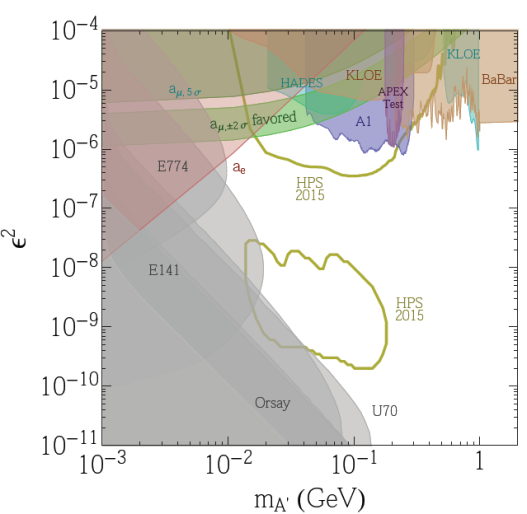 10⁻⁴
10⁻⁵
10⁻⁶
10⁻⁷
10⁻⁸
10⁻⁹
10⁻¹⁰
10⁻¹¹
ϵ²
KLOE
HADES
KLOE
BaBar
a_μ,5σ
APEX
Test
a_μ,±2σ favored
A1
E774
a_e
HPS
2015
E141
HPS
2015
Orsay
U70
10⁻³
10⁻²
10⁻¹
1
m_A' (GeV)